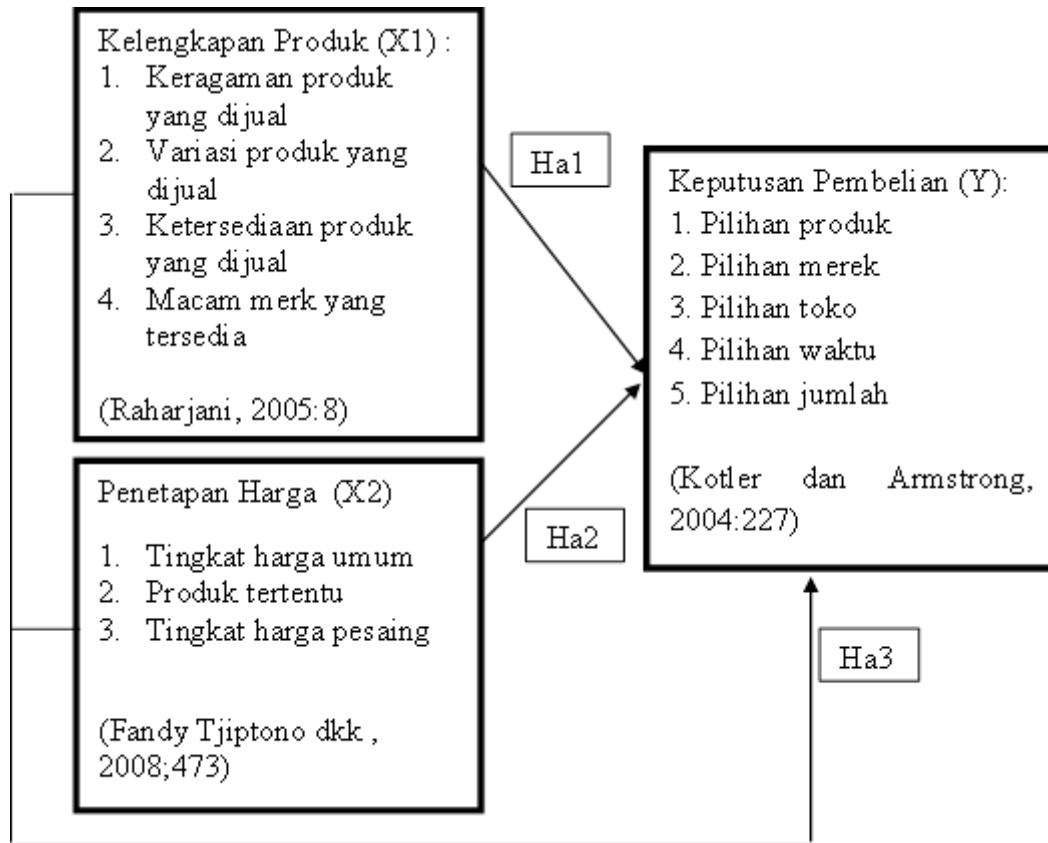 Kelengkapan Produk (X1) :
1. Keragaman produk
yang dijual
2. Variasi produk yang
dijual
3. Ketersediaan produk
yang dijual
4. Macam merk yang
tersedia
(Raharjani, 2005:8)
Ha1
Keputusan Pembelian (Y):
1. Pilihan produk
2. Pilihan merek
3. Pilihan toko
4. Pilihan waktu
5. Pilihan jumlah
(Kotler dan Armstrong,
2004:227)
Penetapan Harga (X2)
1. Tingkat harga umum
2. Produk tertentu
3. Tingkat harga pesaing
(Fandy Tjiptono dkk ,
2008;473)
Ha2
Ha3